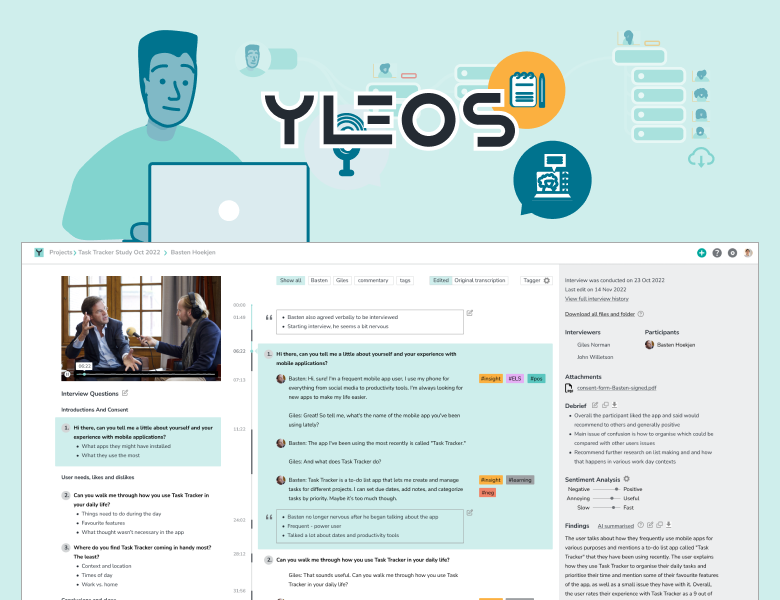 YLEOS
Projects > Task Tracker Study Oct 2022 > Basten Hoekjen
05:22
Interview Questions
Introductions And Consent
1. Hi there, can you tell me a little about yourself and your
experience with mobile applications?
• What apps they might have installed
• What they use the most
User needs, likes and dislikes
2. Can you walk me through how you use Task Tracker in
your daily life?
• Things need to do during the day
• Favourite features
• What thought wasn't necessary in the app
3. Where do you find Task Tracker coming in handy most?
The least?
• Context and location
• Times of day
• Work vs. home
Show all Basten Giles commentary tags Edited Original transcription Tagger
00:00
01:48
• Basten also agreed verbally to be interviewed
• Starting interview, he seems a bit nervous
1. Hi there, can you tell me a little about yourself and your experience with
mobile applications?
07:13
Basten: Hi, sure! I'm a frequent mobile app user. I use my phone for
everything from social media to productivity tools. I'm always looking for
new apps to make my life easier.
#insight #ELS #pos
Giles: Great! So tell me, what's the name of the mobile app you've been
using lately?
11:22
Basten: The app I've been using the most recently is called "Task Tracker."
Giles: And what does Task Tracker do?
Basten: Task Tracker is a to-do list app that lets me create and manage
tasks for different projects. I can set due dates, add notes, and categorize
tasks by priority. Maybe it's too much though.
#insight #learning
#neg
24:03
• Basten no longer nervous after he began talking about the app
• Frequent - power user
• Talked a lot about dates and productivity tools
28:13
2. Can you walk me through how you use Task Tracker in your daily life?
Giles: That sounds useful. Can you walk me through how you use Task
Tracker in your daily life?
31:56
Interview was conducted on 23 Oct 2022
Last edit on 14 Nov 2022
View full interview history
Download all files and folder
Interviewers Participants
Giles Norman Basten Hoekjen
John Willetson
Attachments
consent-form-Basten-signed.pdf
Debrief
• Overall the participant liked the app and said would
recommend to others and generally positive
• Main issue of confusion is how to organise which could be
compared with other users issues
• Recommend further research on list making and and how
that happens in various work day contexts
Sentiment Analysis
Negative Positive
Annoying Useful
Slow Fast
Findings AI summarised
The user talks about how they frequently use mobile apps for
various purposes and mentions a to-do list app called "Task
Tracker" that they have been using recently. The user explains
how they use Task Tracker to organise their daily tasks and
prioritise their time and mention some of their favourite features
of the app, as well as a small issue they have with it. Overall,
the user rates their experience with Task Tracker as a 9 out of